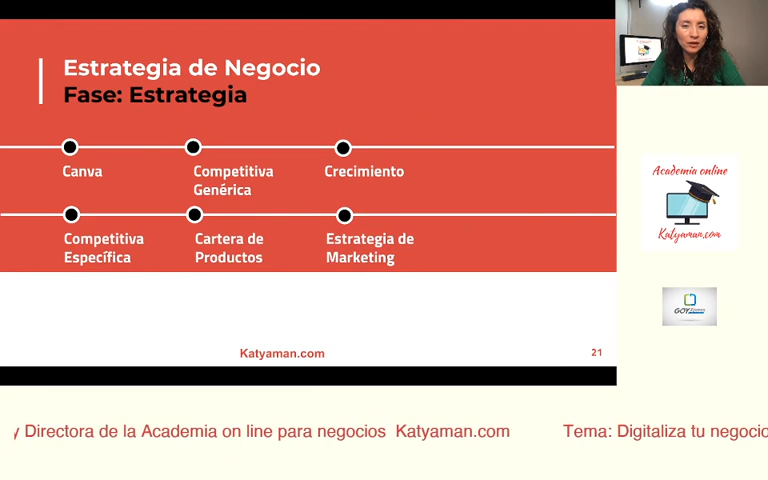 Estrategia de Negocio
Fase: Estrategia
Canva
Competitiva
Genérica
Crecimiento
Competitiva
Específica
Cartera de
Productos
Estrategia de
Marketing
Katyaman.com
21
Academia online
Katyaman.com
y Directora de la Academia on line para negocios Katyaman.com
Tema: Digitaliza tu negocio